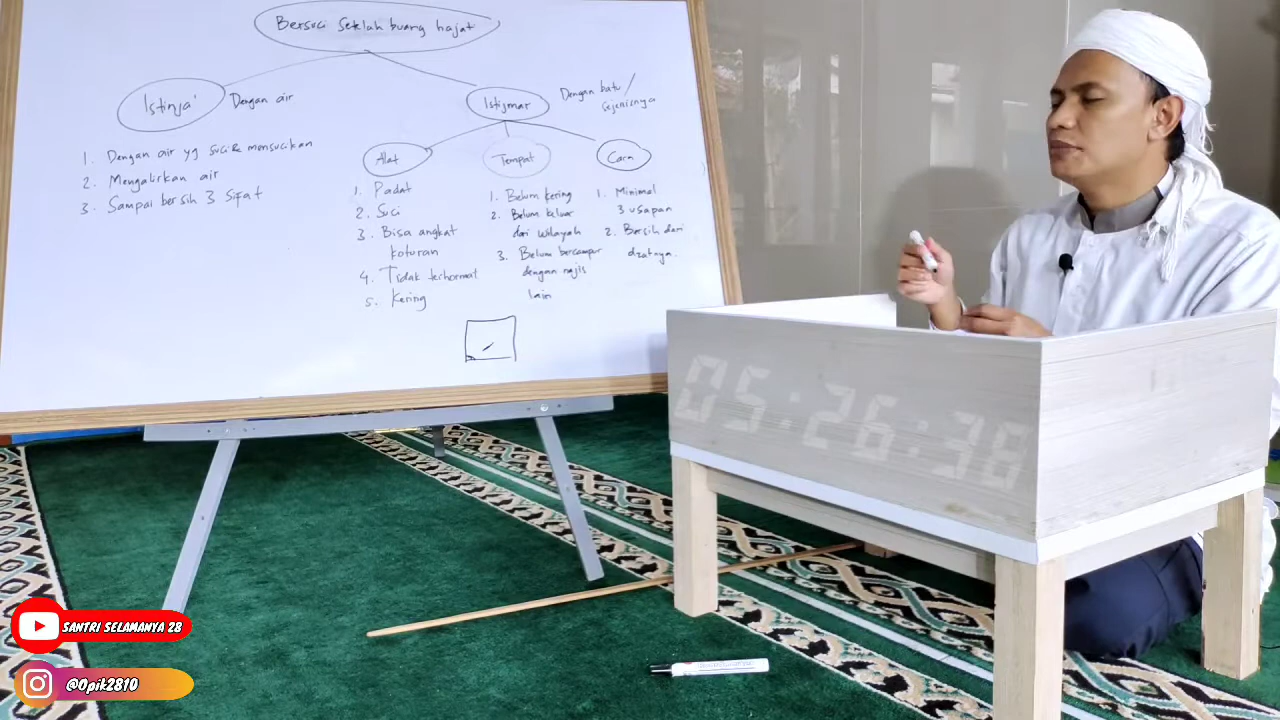 Bersuci Setelah buang hajat
Istinja'
Dengan air
1. Dengan air yg suci & mensucikan
2. Mengalirkan air
3. Sampai bersih 3 Sifat
Istijmar
Dengan batu/
sejenisnya
Alat
1. Padat
2. Suci
3. Bisa angkat
kotoran
4. Tidak terhormat
5. Kering
Tempat
1. Belum kering
2. Belum keluar
dari wilayah
3. Belum bercampur
dengan najis
lain
Cara
1. Minimal
3 usapan
2. Bersih dari
dzatnya.
05:26:38
SANTRI SELAMANYA 28
@Opik2810